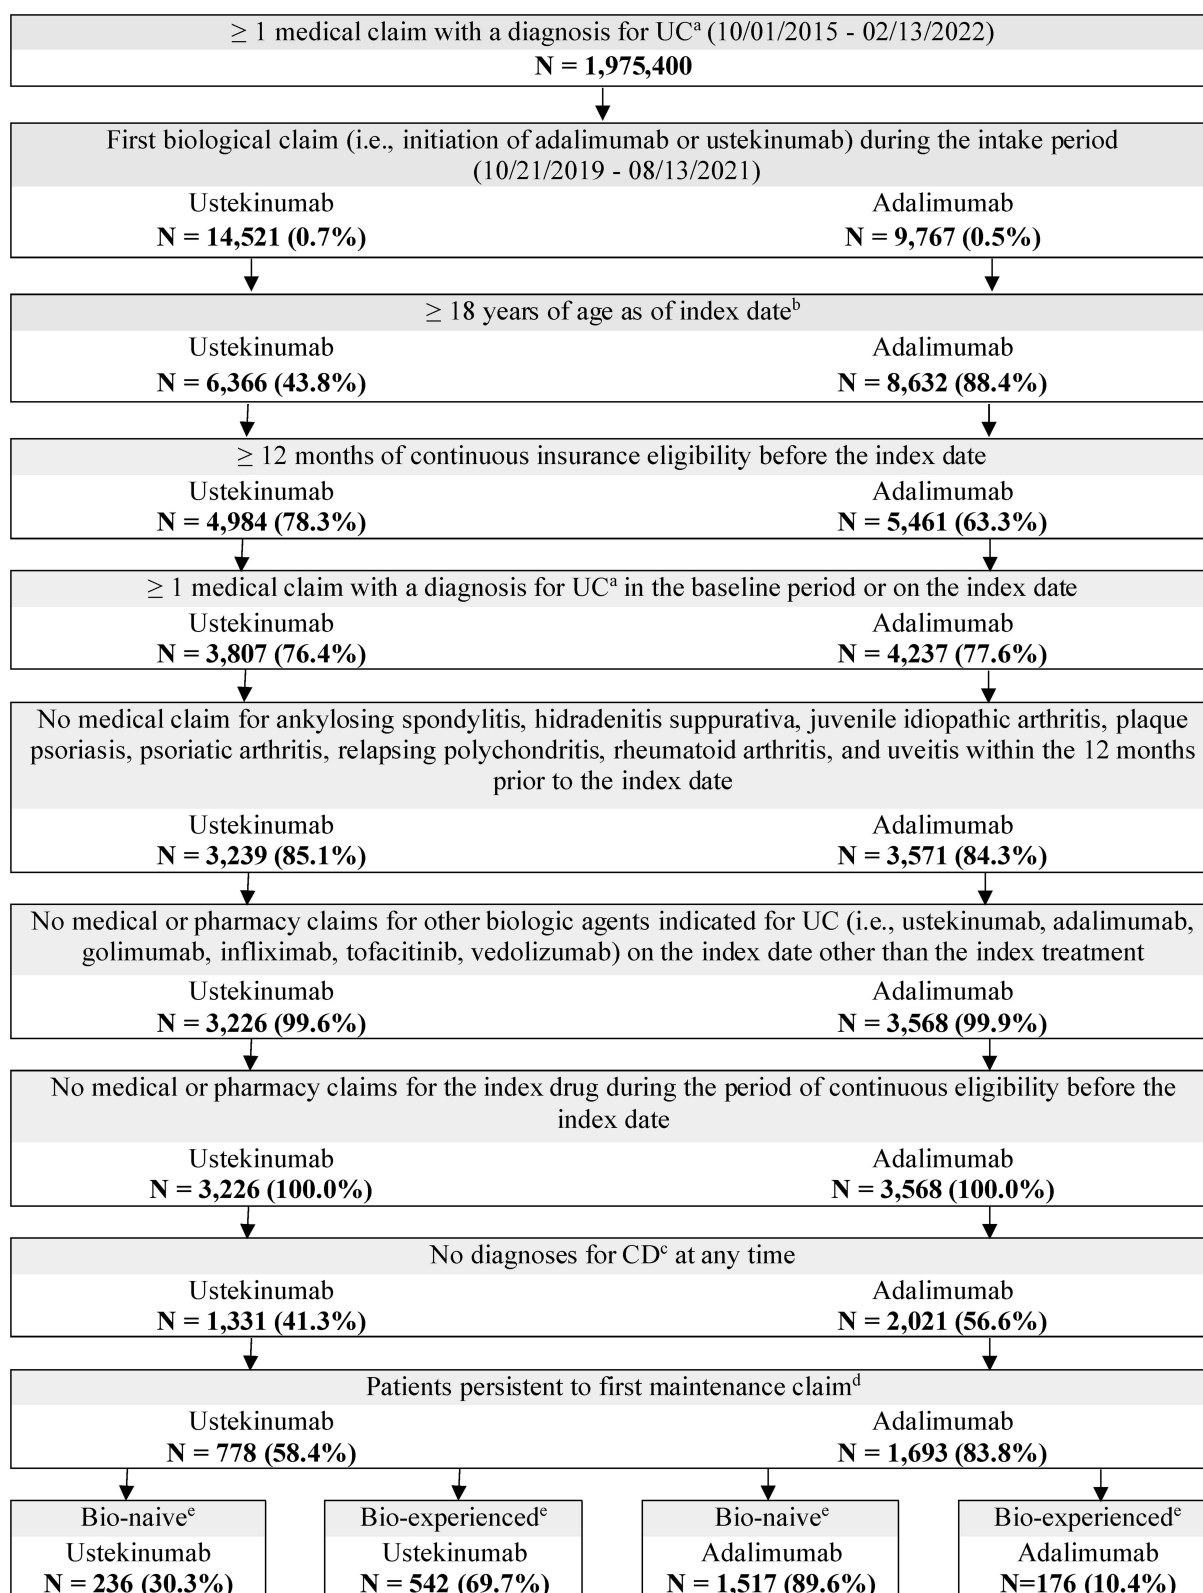 ≥ 1 medical claim with a diagnosis for UCᵃ (10/01/2015 - 02/13/2022)
N = 1,975,400
First biological claim (i.e., initiation of adalimumab or ustekinumab) during the intake period
(10/21/2019 - 08/13/2021)
Ustekinumab Adalimumab
N = 14,521 (0.7%) N = 9,767 (0.5%)
≥ 18 years of age as of index dateᵇ
Ustekinumab Adalimumab
N = 6,366 (43.8%) N = 8,632 (88.4%)
≥ 12 months of continuous insurance eligibility before the index date
Ustekinumab Adalimumab
N = 4,984 (78.3%) N = 5,461 (63.3%)
≥ 1 medical claim with a diagnosis for UCᵃ in the baseline period or on the index date
Ustekinumab Adalimumab
N = 3,807 (76.4%) N = 4,237 (77.6%)
No medical claim for ankylosing spondylitis, hidradenitis suppurativa, juvenile idiopathic arthritis, plaque
psoriasis, psoriatic arthritis, relapsing polychondritis, rheumatoid arthritis, and uveitis within the 12 months
prior to the index date
Ustekinumab Adalimumab
N = 3,239 (85.1%) N = 3,571 (84.3%)
No medical or pharmacy claims for other biologic agents indicated for UC (i.e., ustekinumab, adalimumab,
golimumab, infliximab, tofacitinib, vedolizumab) on the index date other than the index treatment
Ustekinumab Adalimumab
N = 3,226 (99.6%) N = 3,568 (99.9%)
No medical or pharmacy claims for the index drug during the period of continuous eligibility before the
index date
Ustekinumab Adalimumab
N = 3,226 (100.0%) N = 3,568 (100.0%)
No diagnoses for CDᶜ at any time
Ustekinumab Adalimumab
N = 1,331 (41.3%) N = 2,021 (56.6%)
Patients persistent to first maintenance claimᵈ
Ustekinumab Adalimumab
N = 778 (58.4%) N = 1,693 (83.8%)
Bio-naiveᵉ Bio-experiencedᵉ Bio-naiveᵉ Bio-experiencedᵉ
Ustekinumab Ustekinumab Adalimumab Adalimumab
N = 236 (30.3%) N = 542 (69.7%) N = 1,517 (89.6%) N=176 (10.4%)